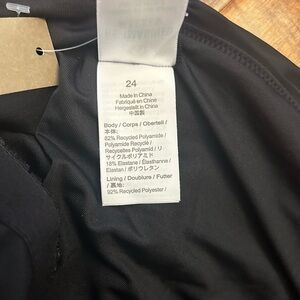 24
Made in China
Fabriqué en Chine
Hergestellt in China
中国製
Body / Corps / Oberteil /
本体:
82% Recycled Polyamide /
Polyamide Recyclé /
Recyceltes Polyamid / リ
サイクルポリアミド
18% Elastane / Élasthanne /
Elastan / ポリウレタン
Lining / Doublure / Futter
/ 裏地:
92% Recycled Polyester /